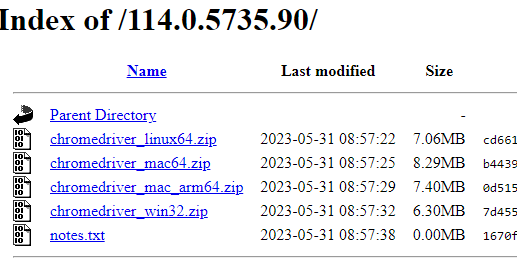 Index of /114.0.5735.90/
Name Last modified Size
Parent Directory -
chromedriver_linux64.zip 2023-05-31 08:57:22 7.06MB cd661
chromedriver_mac64.zip 2023-05-31 08:57:25 8.29MB b4439
chromedriver_mac_arm64.zip 2023-05-31 08:57:29 7.40MB 0d515
chromedriver_win32.zip 2023-05-31 08:57:32 6.30MB 7d455
notes.txt 2023-05-31 08:57:38 0.00MB 1670f